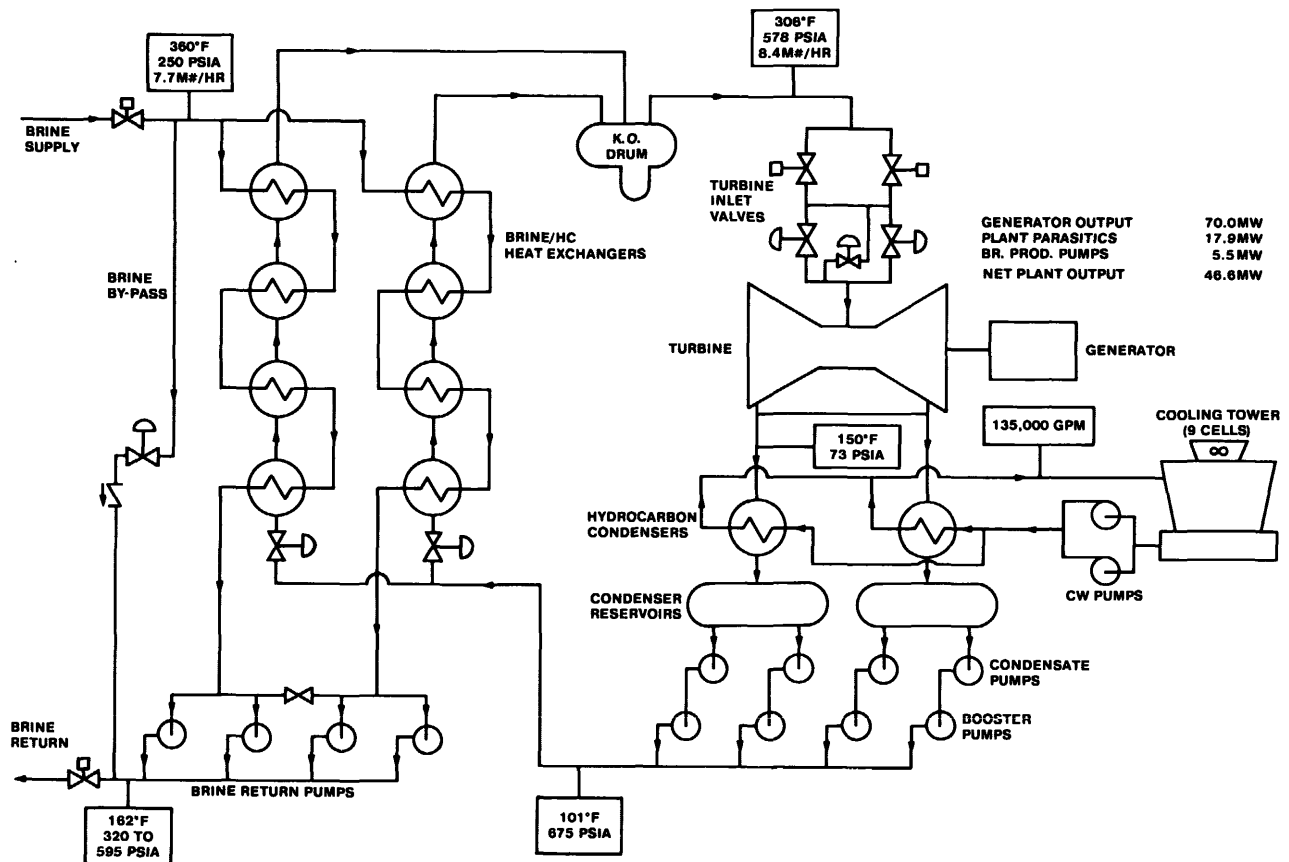 360°F
250 PSIA
7.7M#/HR
308°F
578 PSIA
8.4M#/HR
BRINE
SUPPLY
K.O.
DRUM
TURBINE
INLET
VALVES
GENERATOR OUTPUT 70.0MW
PLANT PARASITICS 17.9MW
BR. PROD. PUMPS 5.5MW
NET PLANT OUTPUT 46.6MW
BRINE/HC
HEAT EXCHANGERS
BRINE
BY-PASS
TURBINE
GENERATOR
135,000 GPM
COOLING TOWER
(9 CELLS)
150°F
73 PSIA
HYDROCARBON
CONDENSERS
CW PUMPS
CONDENSER
RESERVOIRS
CONDENSATE
PUMPS
BOOSTER
PUMPS
BRINE
RETURN
BRINE RETURN PUMPS
162°F
320 TO
595 PSIA
101°F
675 PSIA